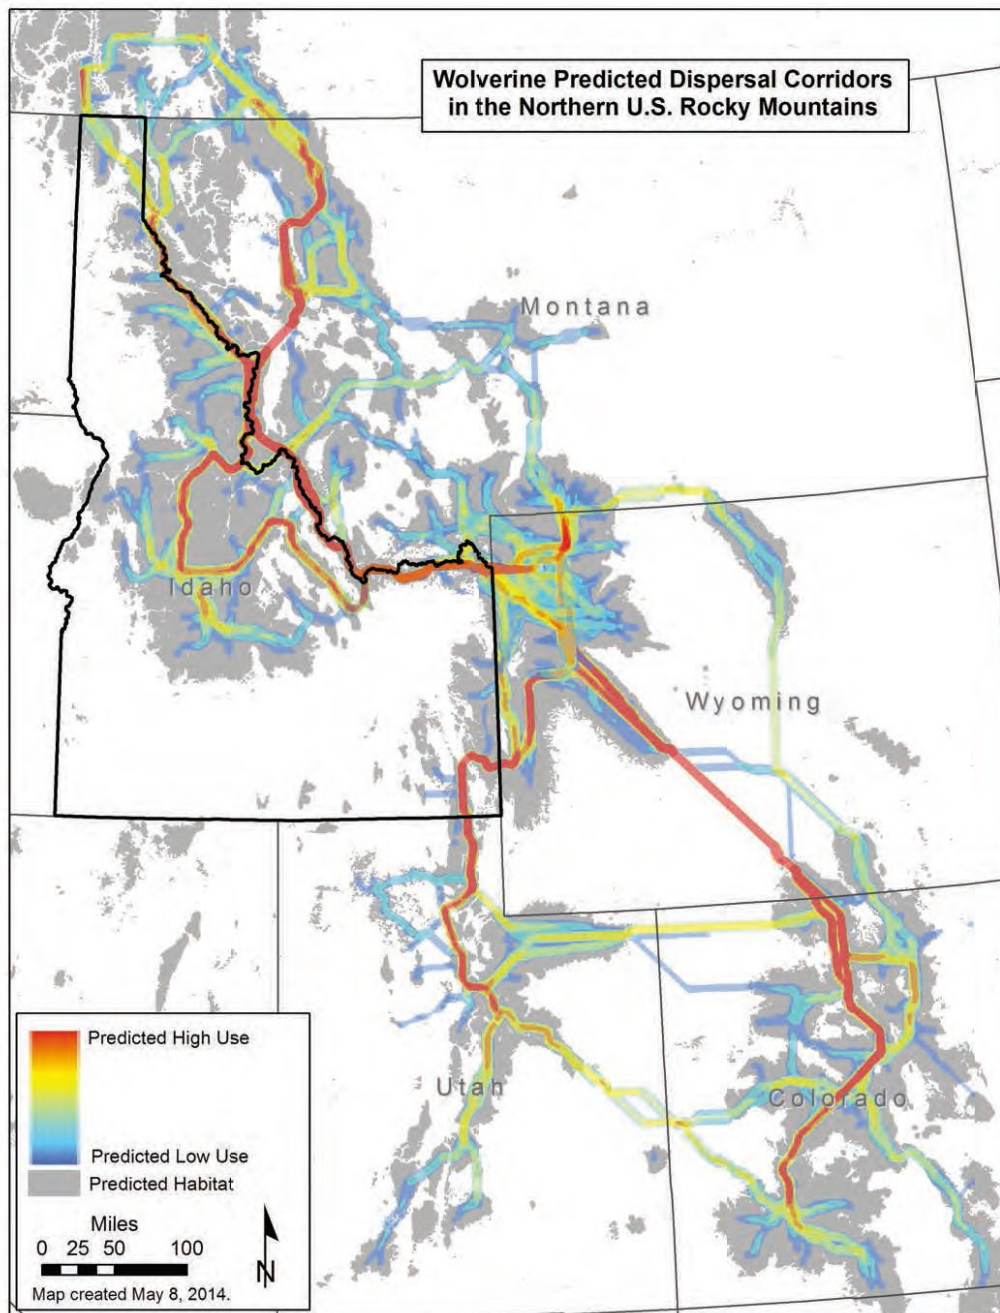 Wolverine Predicted Dispersal Corridors
in the Northern U.S. Rocky Mountains
Montana
Idaho
Wyoming
Utah
Colorado
Predicted High Use
Predicted Low Use
Predicted Habitat
Miles
0 25 50 100
N
Map created May 8, 2014.